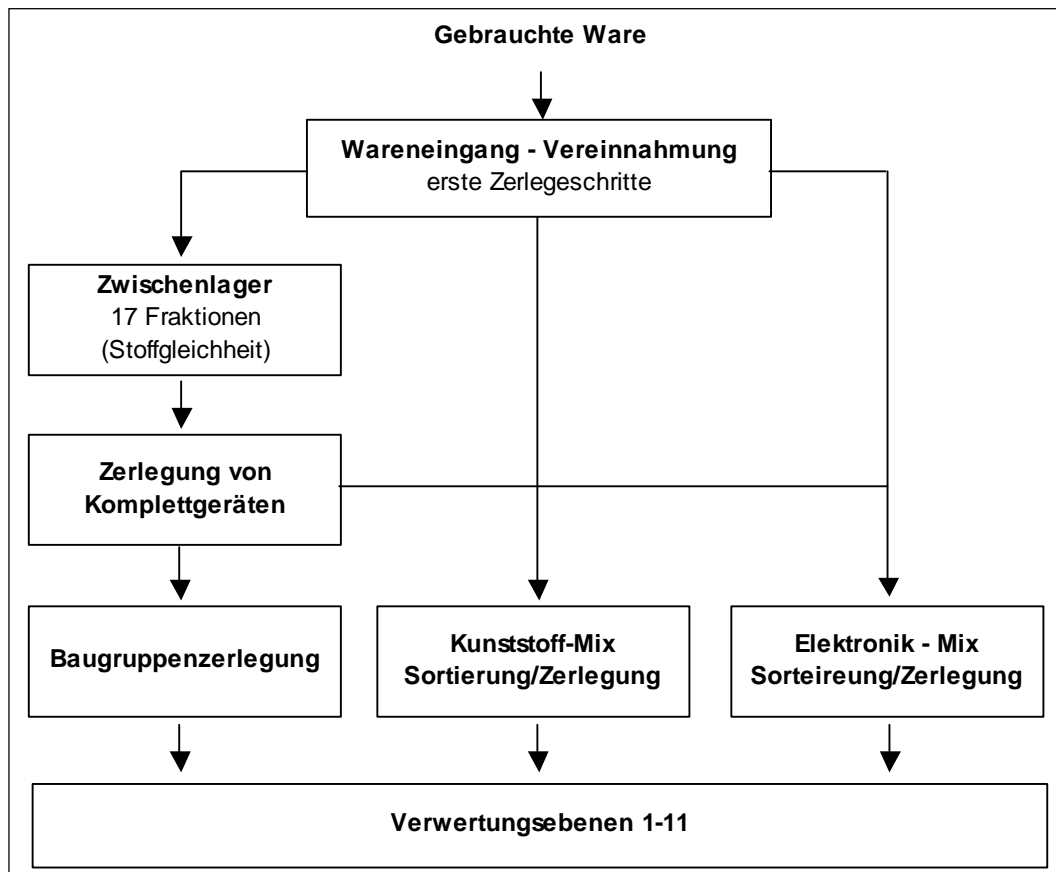 Gebrauchte Ware
Wareneingang - Vereinnahmung
erste Zerlegeschritte
Zwischenlager
17 Fraktionen
(Stoffgleichheit)
Zerlegung von
Komplettgeräten
Baugruppenzerlegung
Kunststoff-Mix
Sortierung/Zerlegung
Elektronik - Mix
Sorteireung/Zerlegung
Verwertungsebenen 1-11